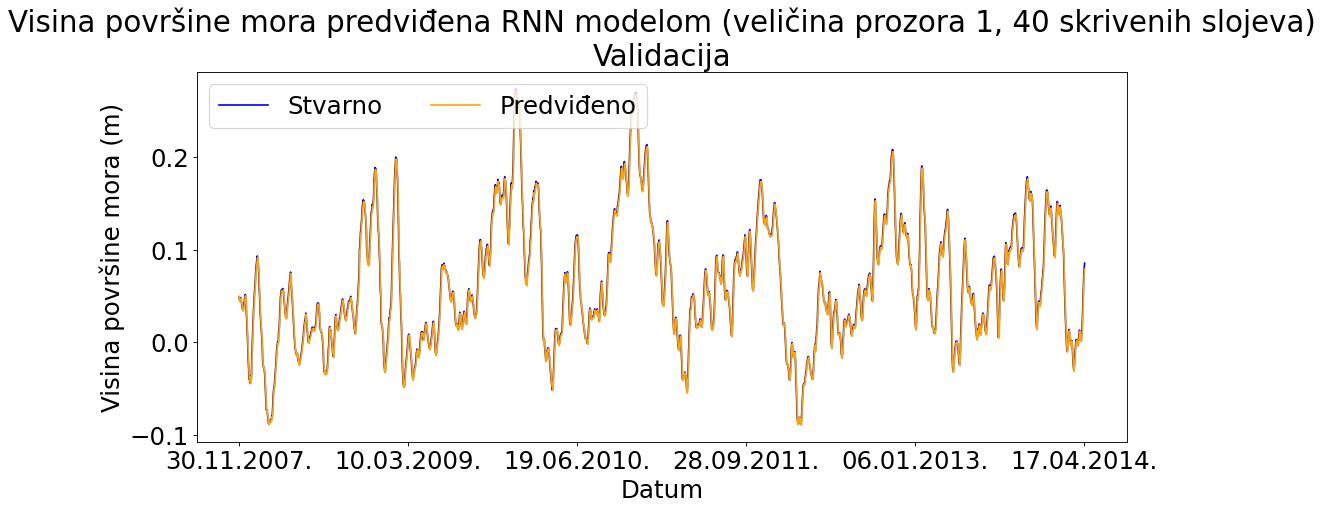 Visina površine mora predviđena RNN modelom (veličina prozora 1, 40 skrivenih slojeva)
Validacija
Stvarno
Predviđeno
Visina površine mora (m)
0.2
0.1
0.0
−0.1
30.11.2007.
10.03.2009.
19.06.2010.
28.09.2011.
06.01.2013.
17.04.2014.
Datum